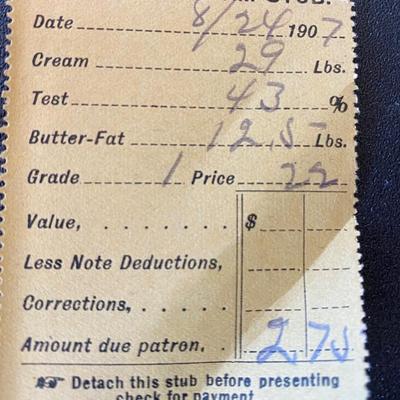 Date 8/24 1907
Cream 29 Lbs.
Test 43 %
Butter-Fat 12.5 Lbs.
Grade 1 Price 22
Value, . . . . . . . $
Less Note Deductions,
Corrections, . . . . . .
Amount due patron. . 2 75
☞ Detach this stub before presenting
check for payment